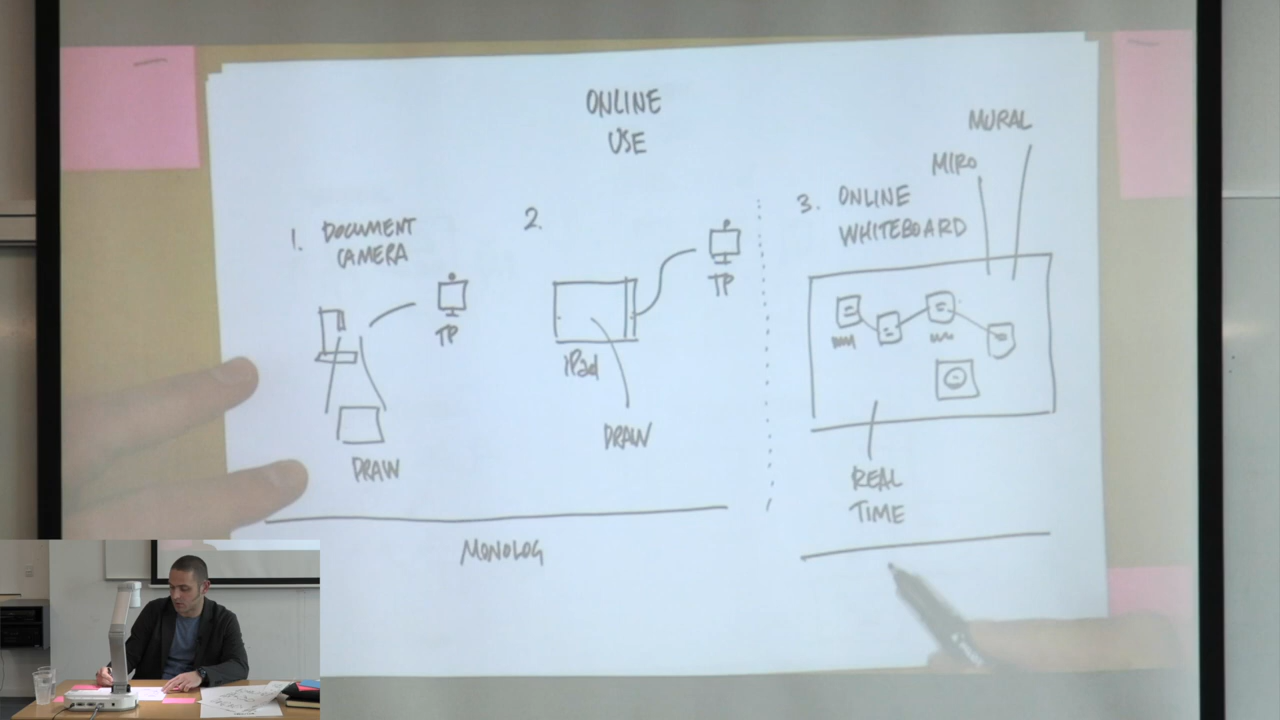 ONLINE
USE
MURAL
MIRO
1. DOCUMENT
CAMERA
TP
DRAW
2.
TP
iPad
DRAW
3. ONLINE
WHITEBOARD
REAL
TIME
MONOLOG